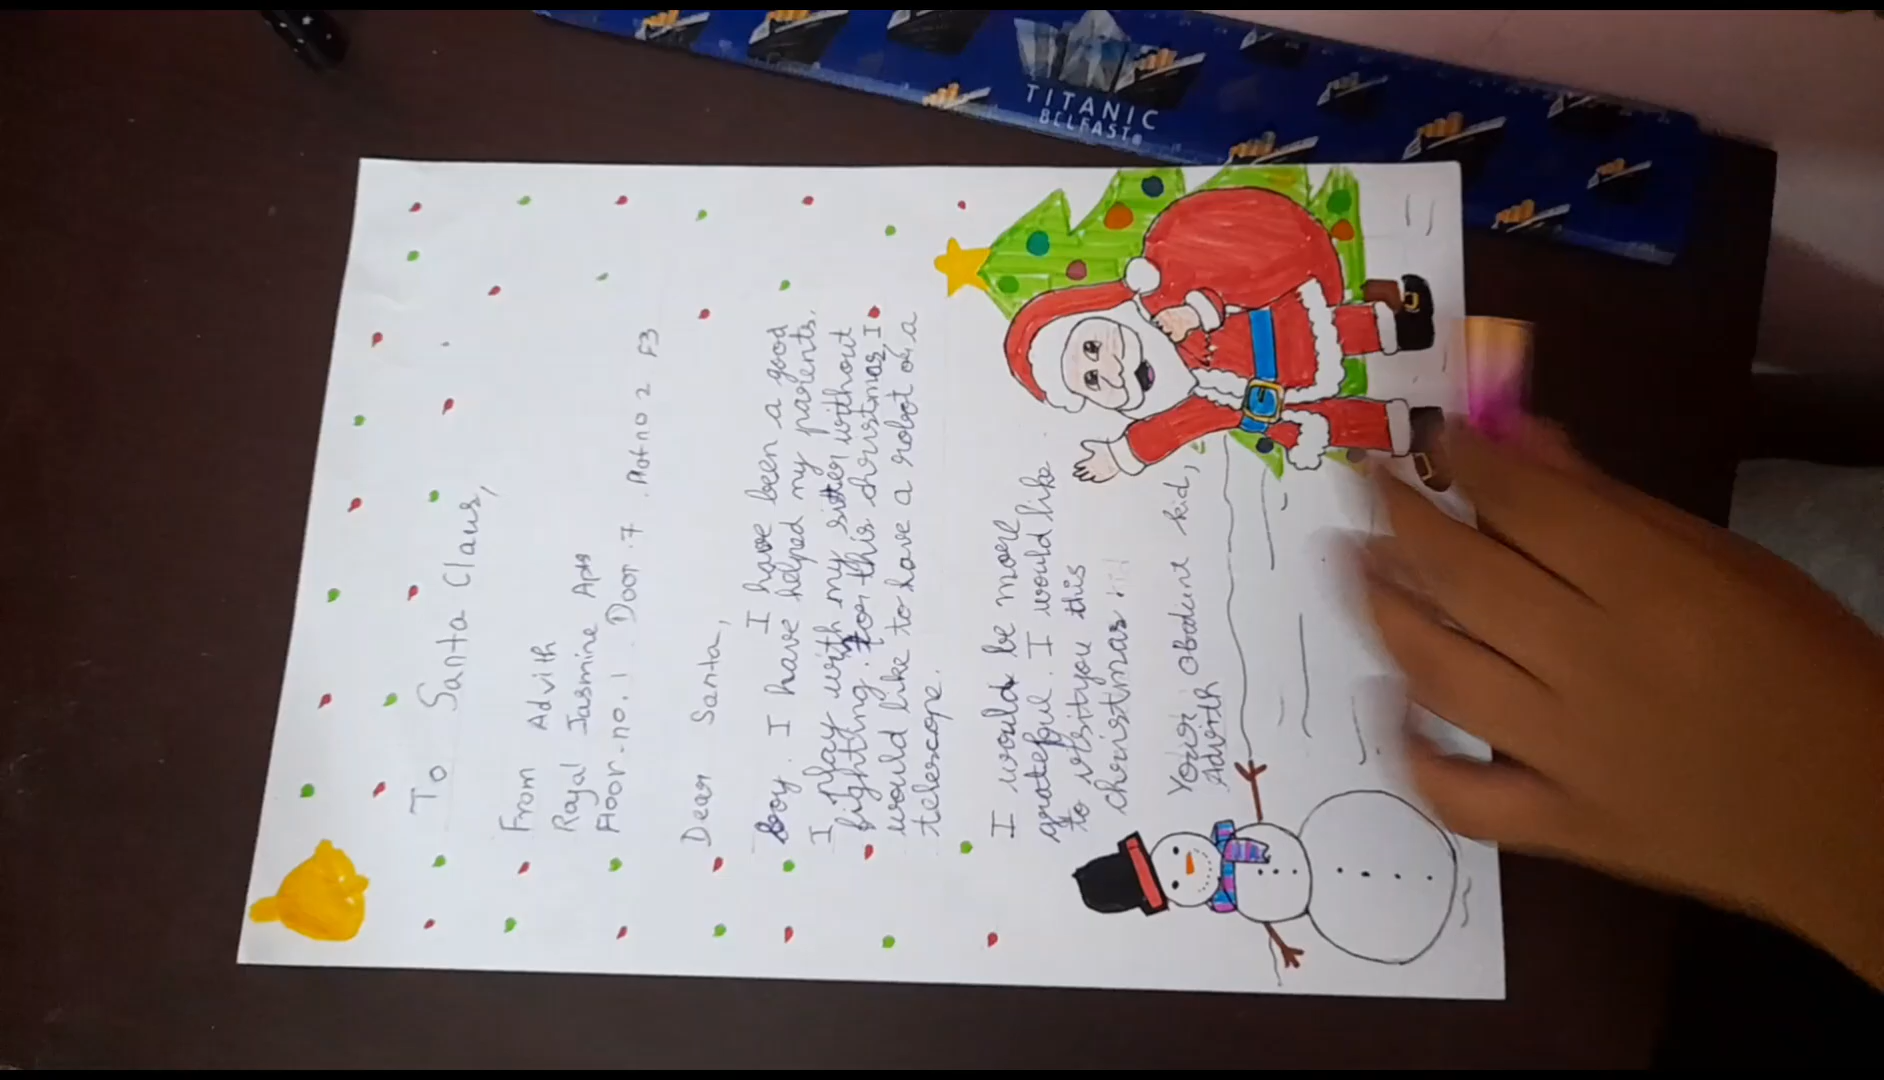 To Santa Claus,
From Advith
Rayal Jasmine Apts
Floor-no.1 Door.7 . Plot no 2 F3
Dear Santa,
I have been a good
boy. I have helped my parents.
I play with my sister without
fighting. For this christmas I
would like to have a robot or a
telescope.
I would be more
grateful. I would like
to visit you this
christmas
Your obedient kid,
Advith
TITANIC
BELFAST